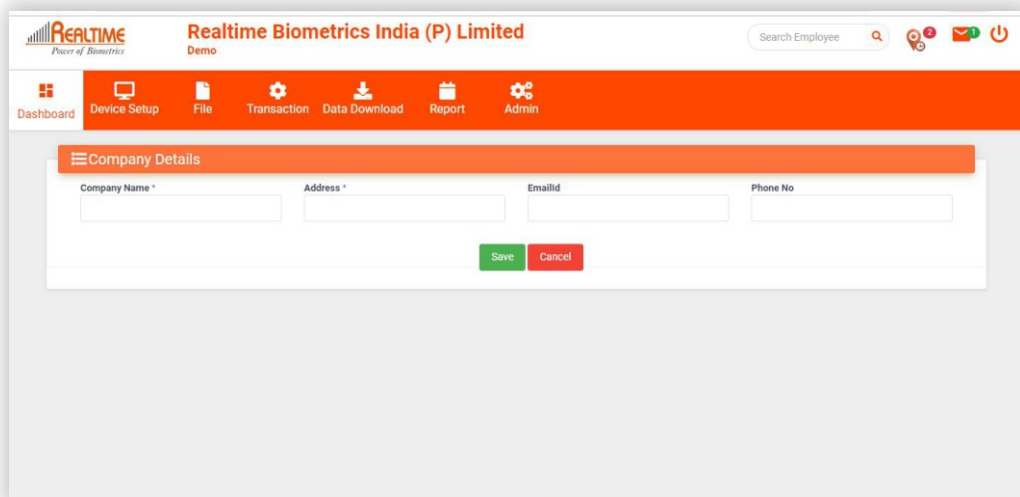 REALTIME
Power of Biometrics
Realtime Biometrics India (P) Limited
Demo
Search Employee
2
1
Dashboard
Device Setup
File
Transaction
Data Download
Report
Admin
Company Details
Company Name *
Address *
EmailId
Phone No
Save
Cancel